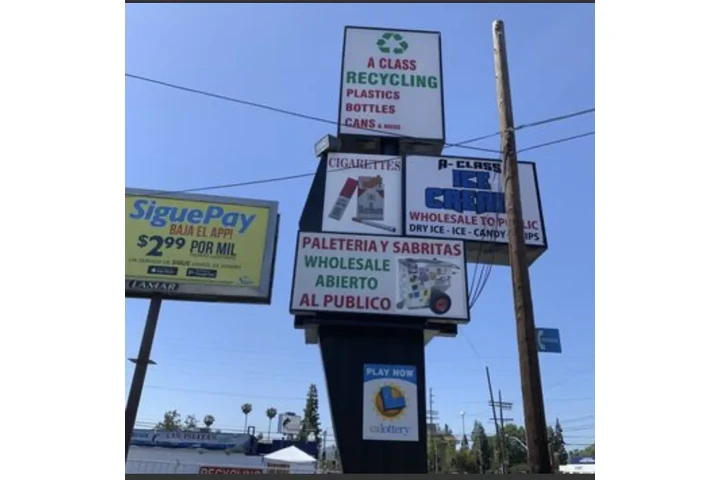 A CLASS
RECYCLING
PLASTICS
BOTTLES
CANS & MORE
CIGARETTES
A-CLASS
ICE
CREAM
WHOLESALE TO PUBLIC
DRY ICE - ICE - CANDY
PALETERIA Y SABRITAS
WHOLESALE
ABIERTO
AL PUBLICO
SiguePay
BAJA EL APP!
$2.99 POR MIL
LAMAR
PLAY NOW
L
calottery
RECYCLING